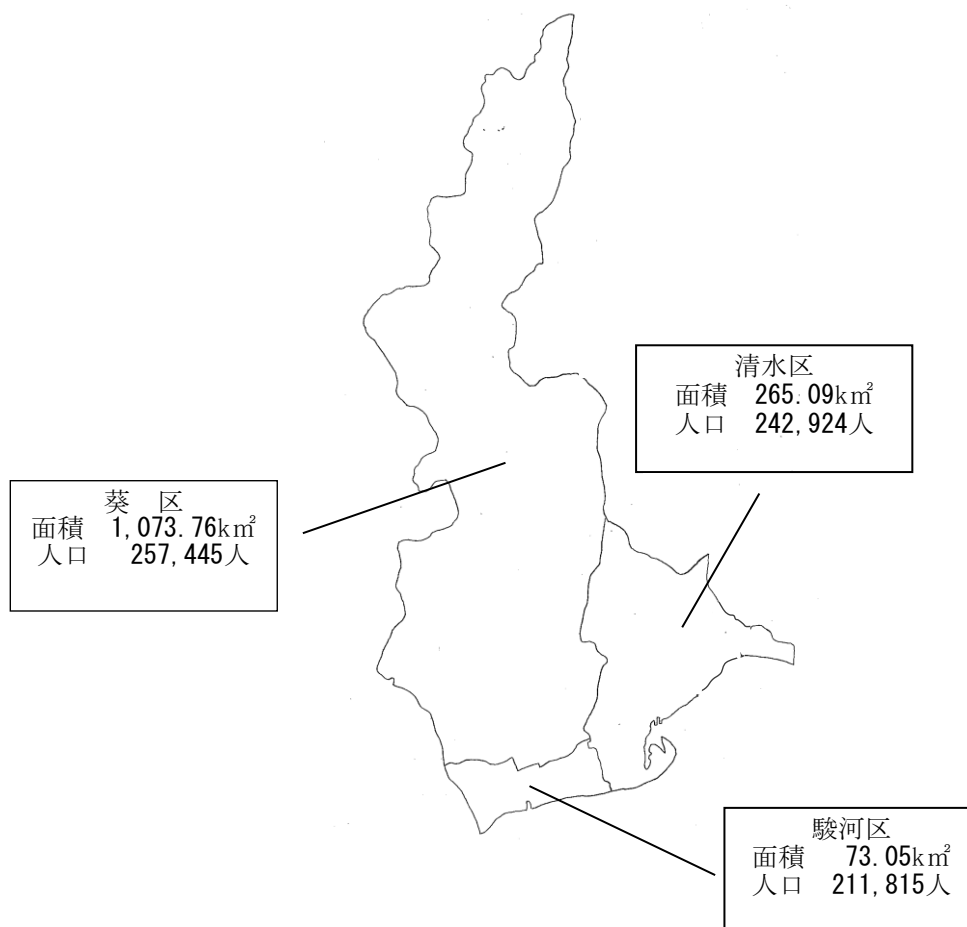 清水区
面積 265.09k㎡
人口 242,924人
葵 区
面積 1,073.76k㎡
人口 257,445人
駿河区
面積 73.05k㎡
人口 211,815人